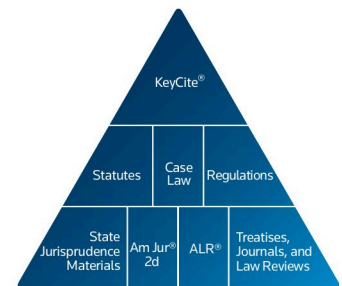 KeyCite®
Statutes
Case
Law
Regulations
State
Jurisprudence
Materials
Am Jur®
2d
ALR®
Treatises,
Journals, and
Law Reviews